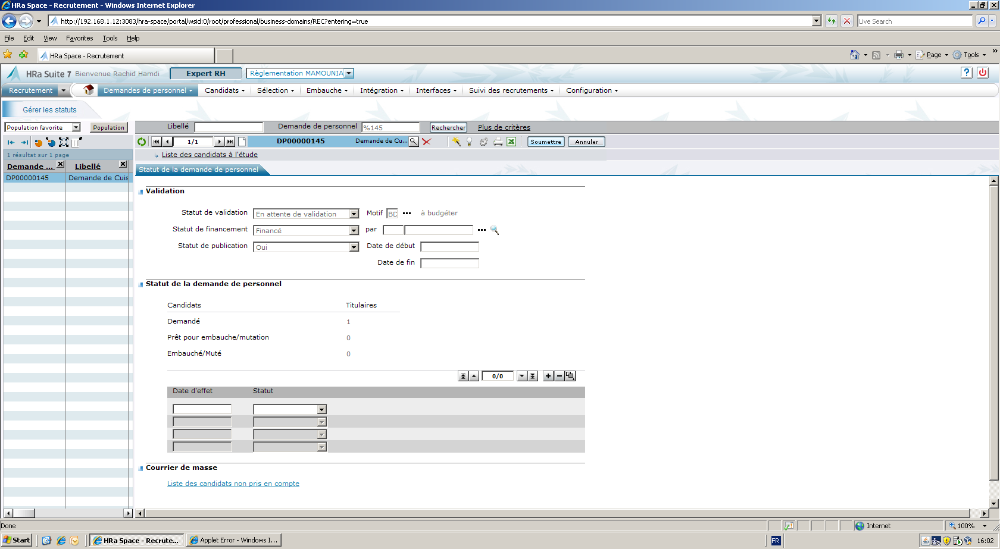 HRa Space - Recrutement - Windows Internet Explorer
http://192.168.1.12:3083/hra-space/portal/wsid:0/root/professional/business-domains/REC?entering=true
Live Search
File Edit View Favorites Tools Help
HRa Space - Recrutement
Page Tools »
HRa Suite 7 Bienvenue Rachid Hamdi Expert RH Règlementation MAMOUNIA
Recrutement Demandes de personnel Candidats Sélection Embauche Intégration Interfaces Suivi des recrutements Configuration
Gérer les statuts
Population favorite Population
Libellé Demande de personnel %145 Rechercher Plus de critères
1/1 DP00000145 Demande de Cu... Soumettre Annuler
1 résultat sur 1 page
Liste des candidats à l'étude
Demande ... Libellé
DP00000145 Demande de Cuis
Statut de la demande de personnel
Validation
Statut de validation En attente de validation Motif BD ... à budgéter
Statut de financement Financé par ...
Statut de publication Oui Date de début
Date de fin
Statut de la demande de personnel
Candidats Titulaires
Demandé 1
Prêt pour embauche/mutation 0
Embauché/Muté 0
0/0
Date d'effet Statut
Courrier de masse
Liste des candidats non pris en compte
Done Internet 100%
Start HRa Space - Recrute... Applet Error - Windows I... FR 16:02